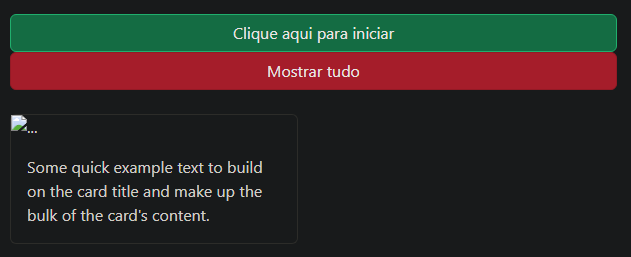 Clique aqui para iniciar
Mostrar tudo
...
Some quick example text to build
on the card title and make up the
bulk of the card's content.